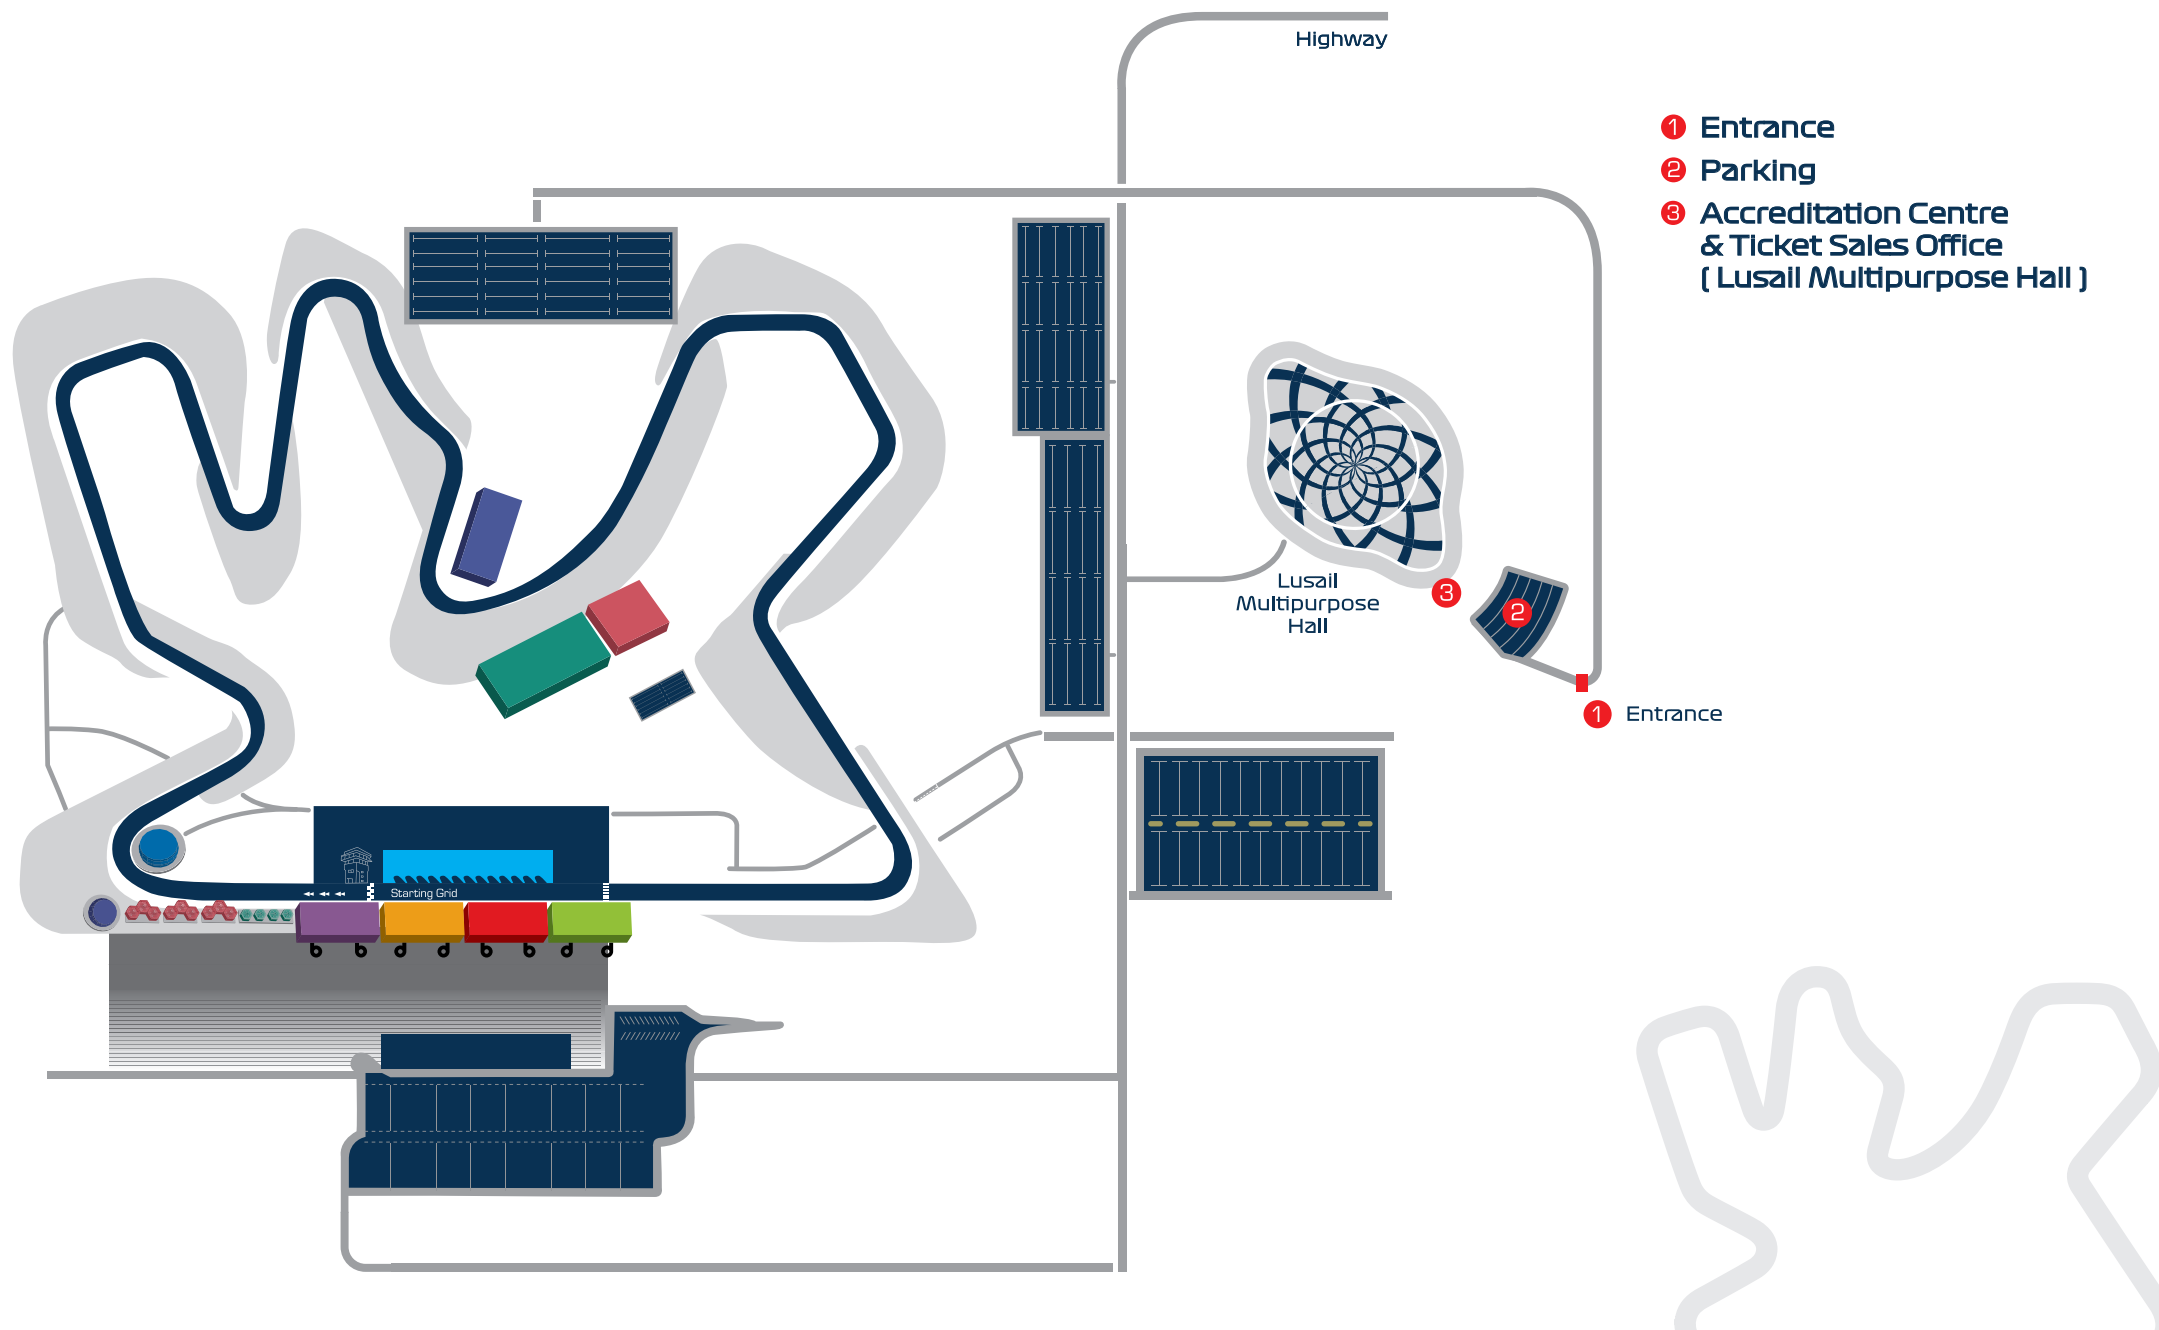 Highway
1 Entrance
2 Parking
3 Accreditation Centre
& Ticket Sales Office
( Lusail Multipurpose Hall )
Lusail
Multipurpose
Hall
3
2
1 Entrance
Starting Grid